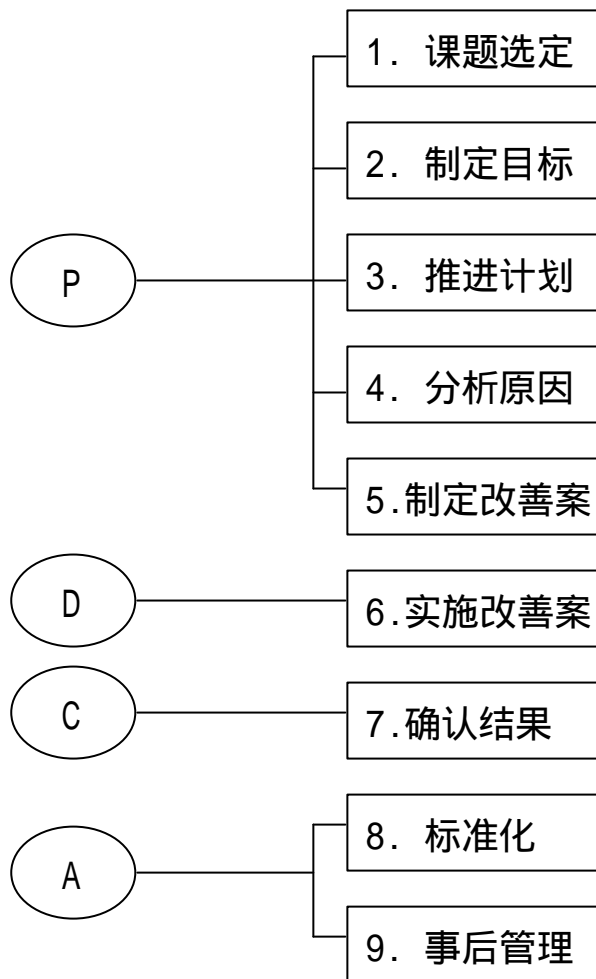 1. 课题选定
2. 制定目标
P
3. 推进计划
4. 分析原因
5.制定改善案
D
6.实施改善案
C
7.确认结果
8. 标准化
A
9. 事后管理